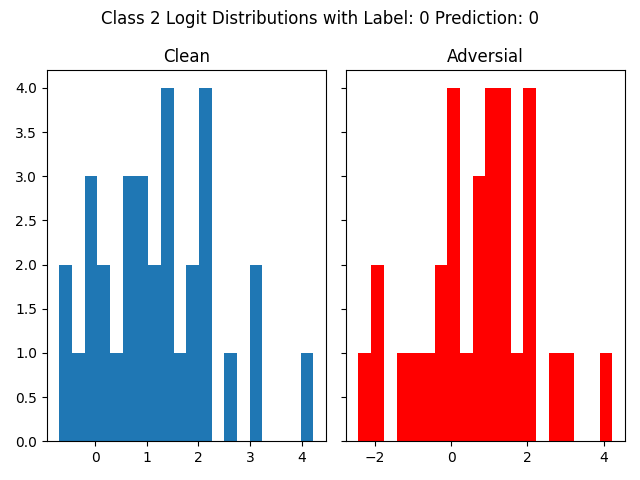 Class 2 Logit Distributions with Label: 0 Prediction: 0
Clean
Adversial
4.0
3.5
3.0
2.5
2.0
1.5
1.0
0.5
0.0
0 1 2 3 4
−2 0 2 4